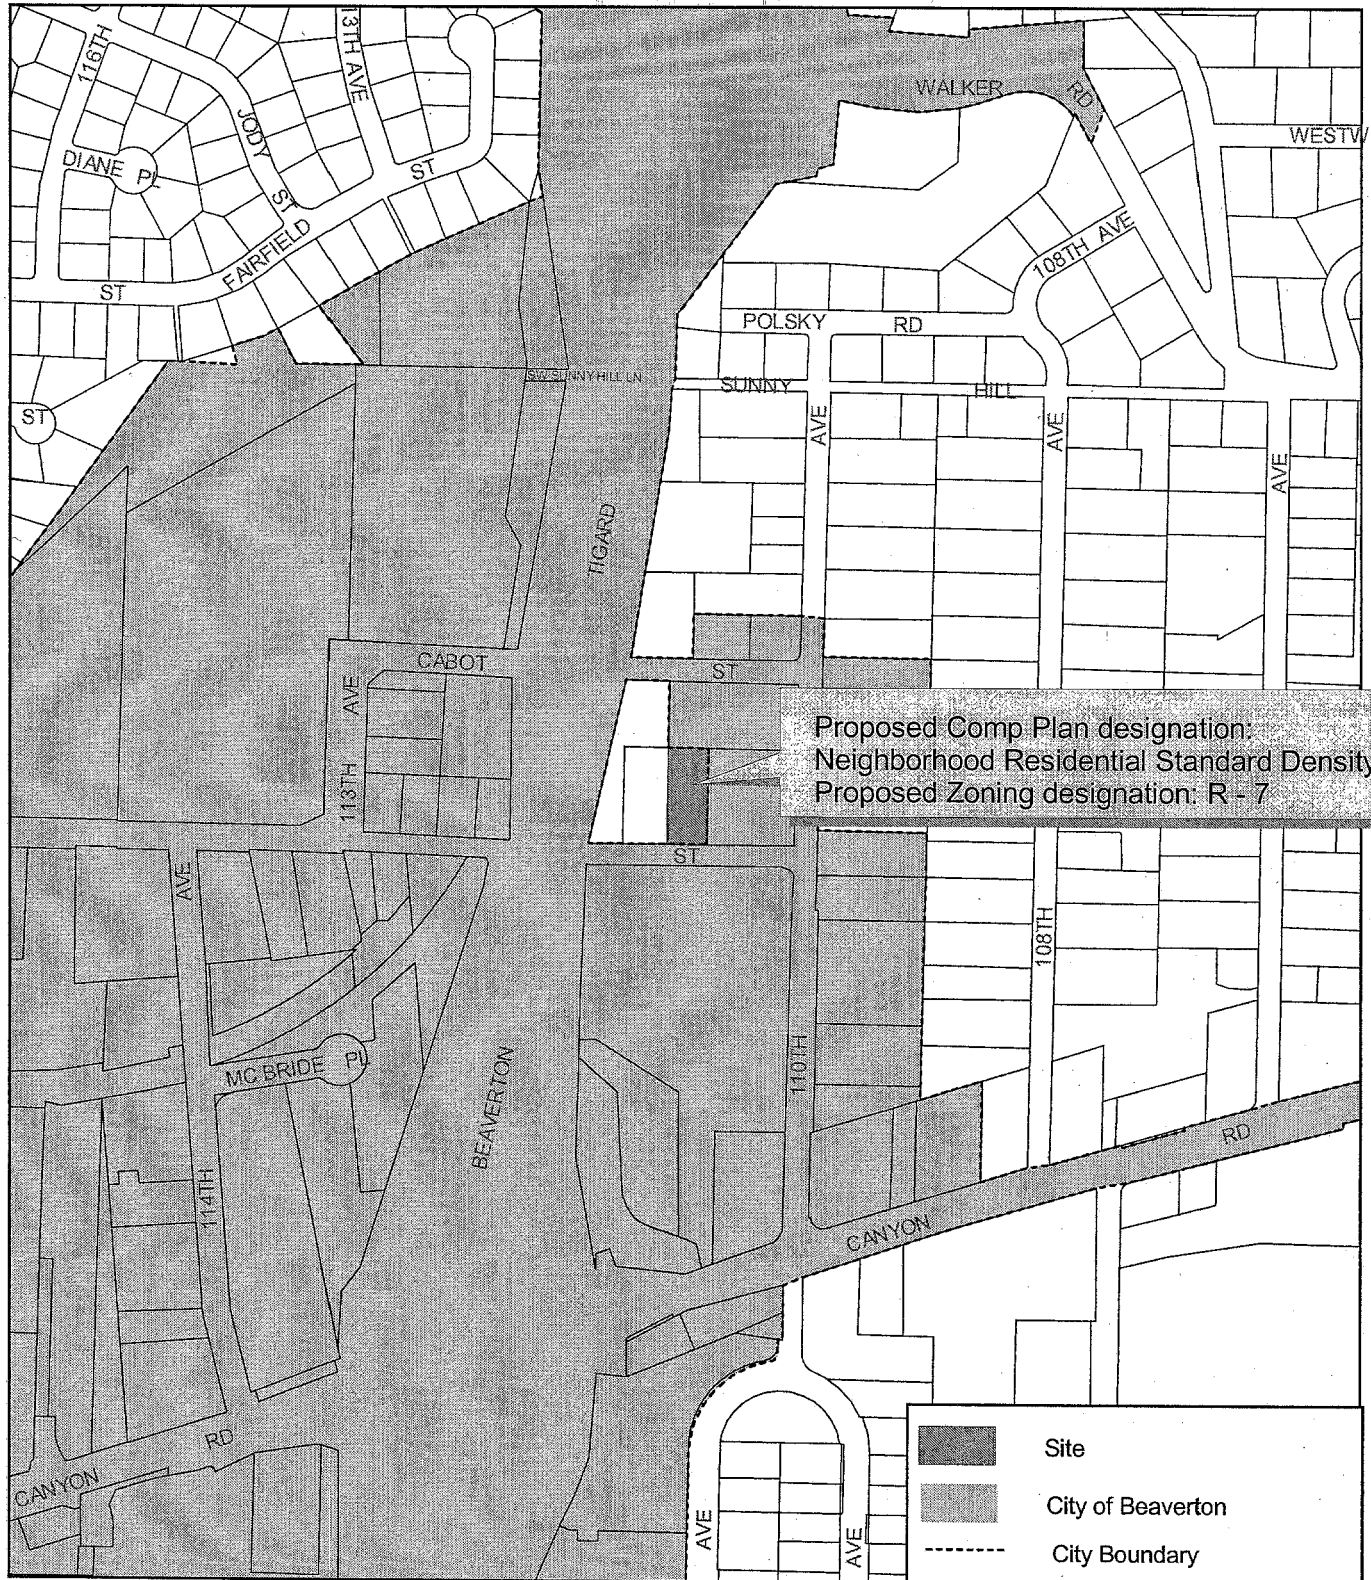 116TH
13TH AVE
JODY ST
DIANE PL
ST
FAIRFIELD
ST
ST
WALKER RD
WESTW
108TH AVE
POLSKY RD
SW SUNNY HILL LN
SUNNY HILL
AVE
AVE
AVE
TIGARD
CABOT
ST
113TH AVE
Proposed Comp Plan designation:
Neighborhood Residential Standard Density
Proposed Zoning designation: R - 7
ST
AVE
108TH
110TH
MC BRIDE PL
BEAVERTON
114TH
RD
CANYON
RD
CANYON
AVE
AVE
Site
City of Beaverton
City Boundary